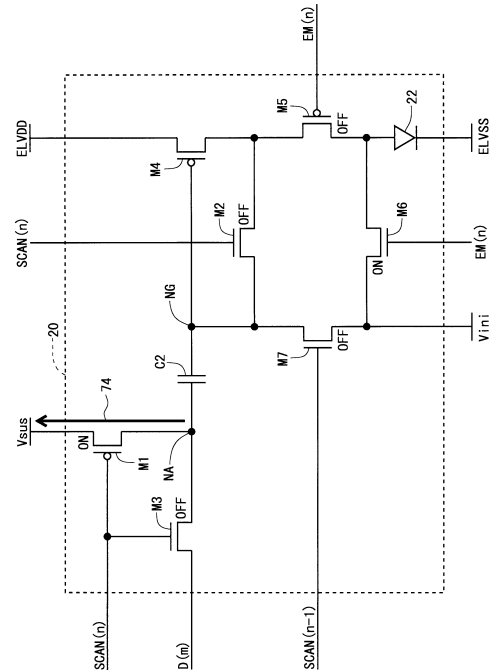 EM(n)
ELVDD
M5
OFF
22
ELVSS
M4
SCAN(n)
M2
OFF
M6
ON
EM(n)
NG
20
C2
M7
OFF
Vini
74
Vsus
ON
M1
NA
M3
OFF
SCAN(n)
D(m)
SCAN(n-1)